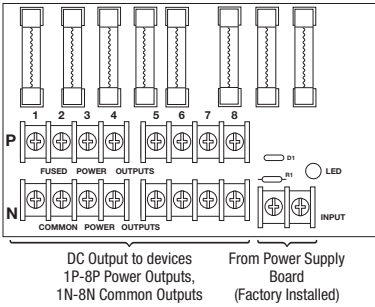 1 2 3 4 5 6 7 8
P
FUSED POWER OUTPUTS
D1
R1
LED
N
COMMON POWER OUTPUTS
INPUT
DC Output to devices
1P-8P Power Outputs,
1N-8N Common Outputs
From Power Supply
Board
(Factory Installed)